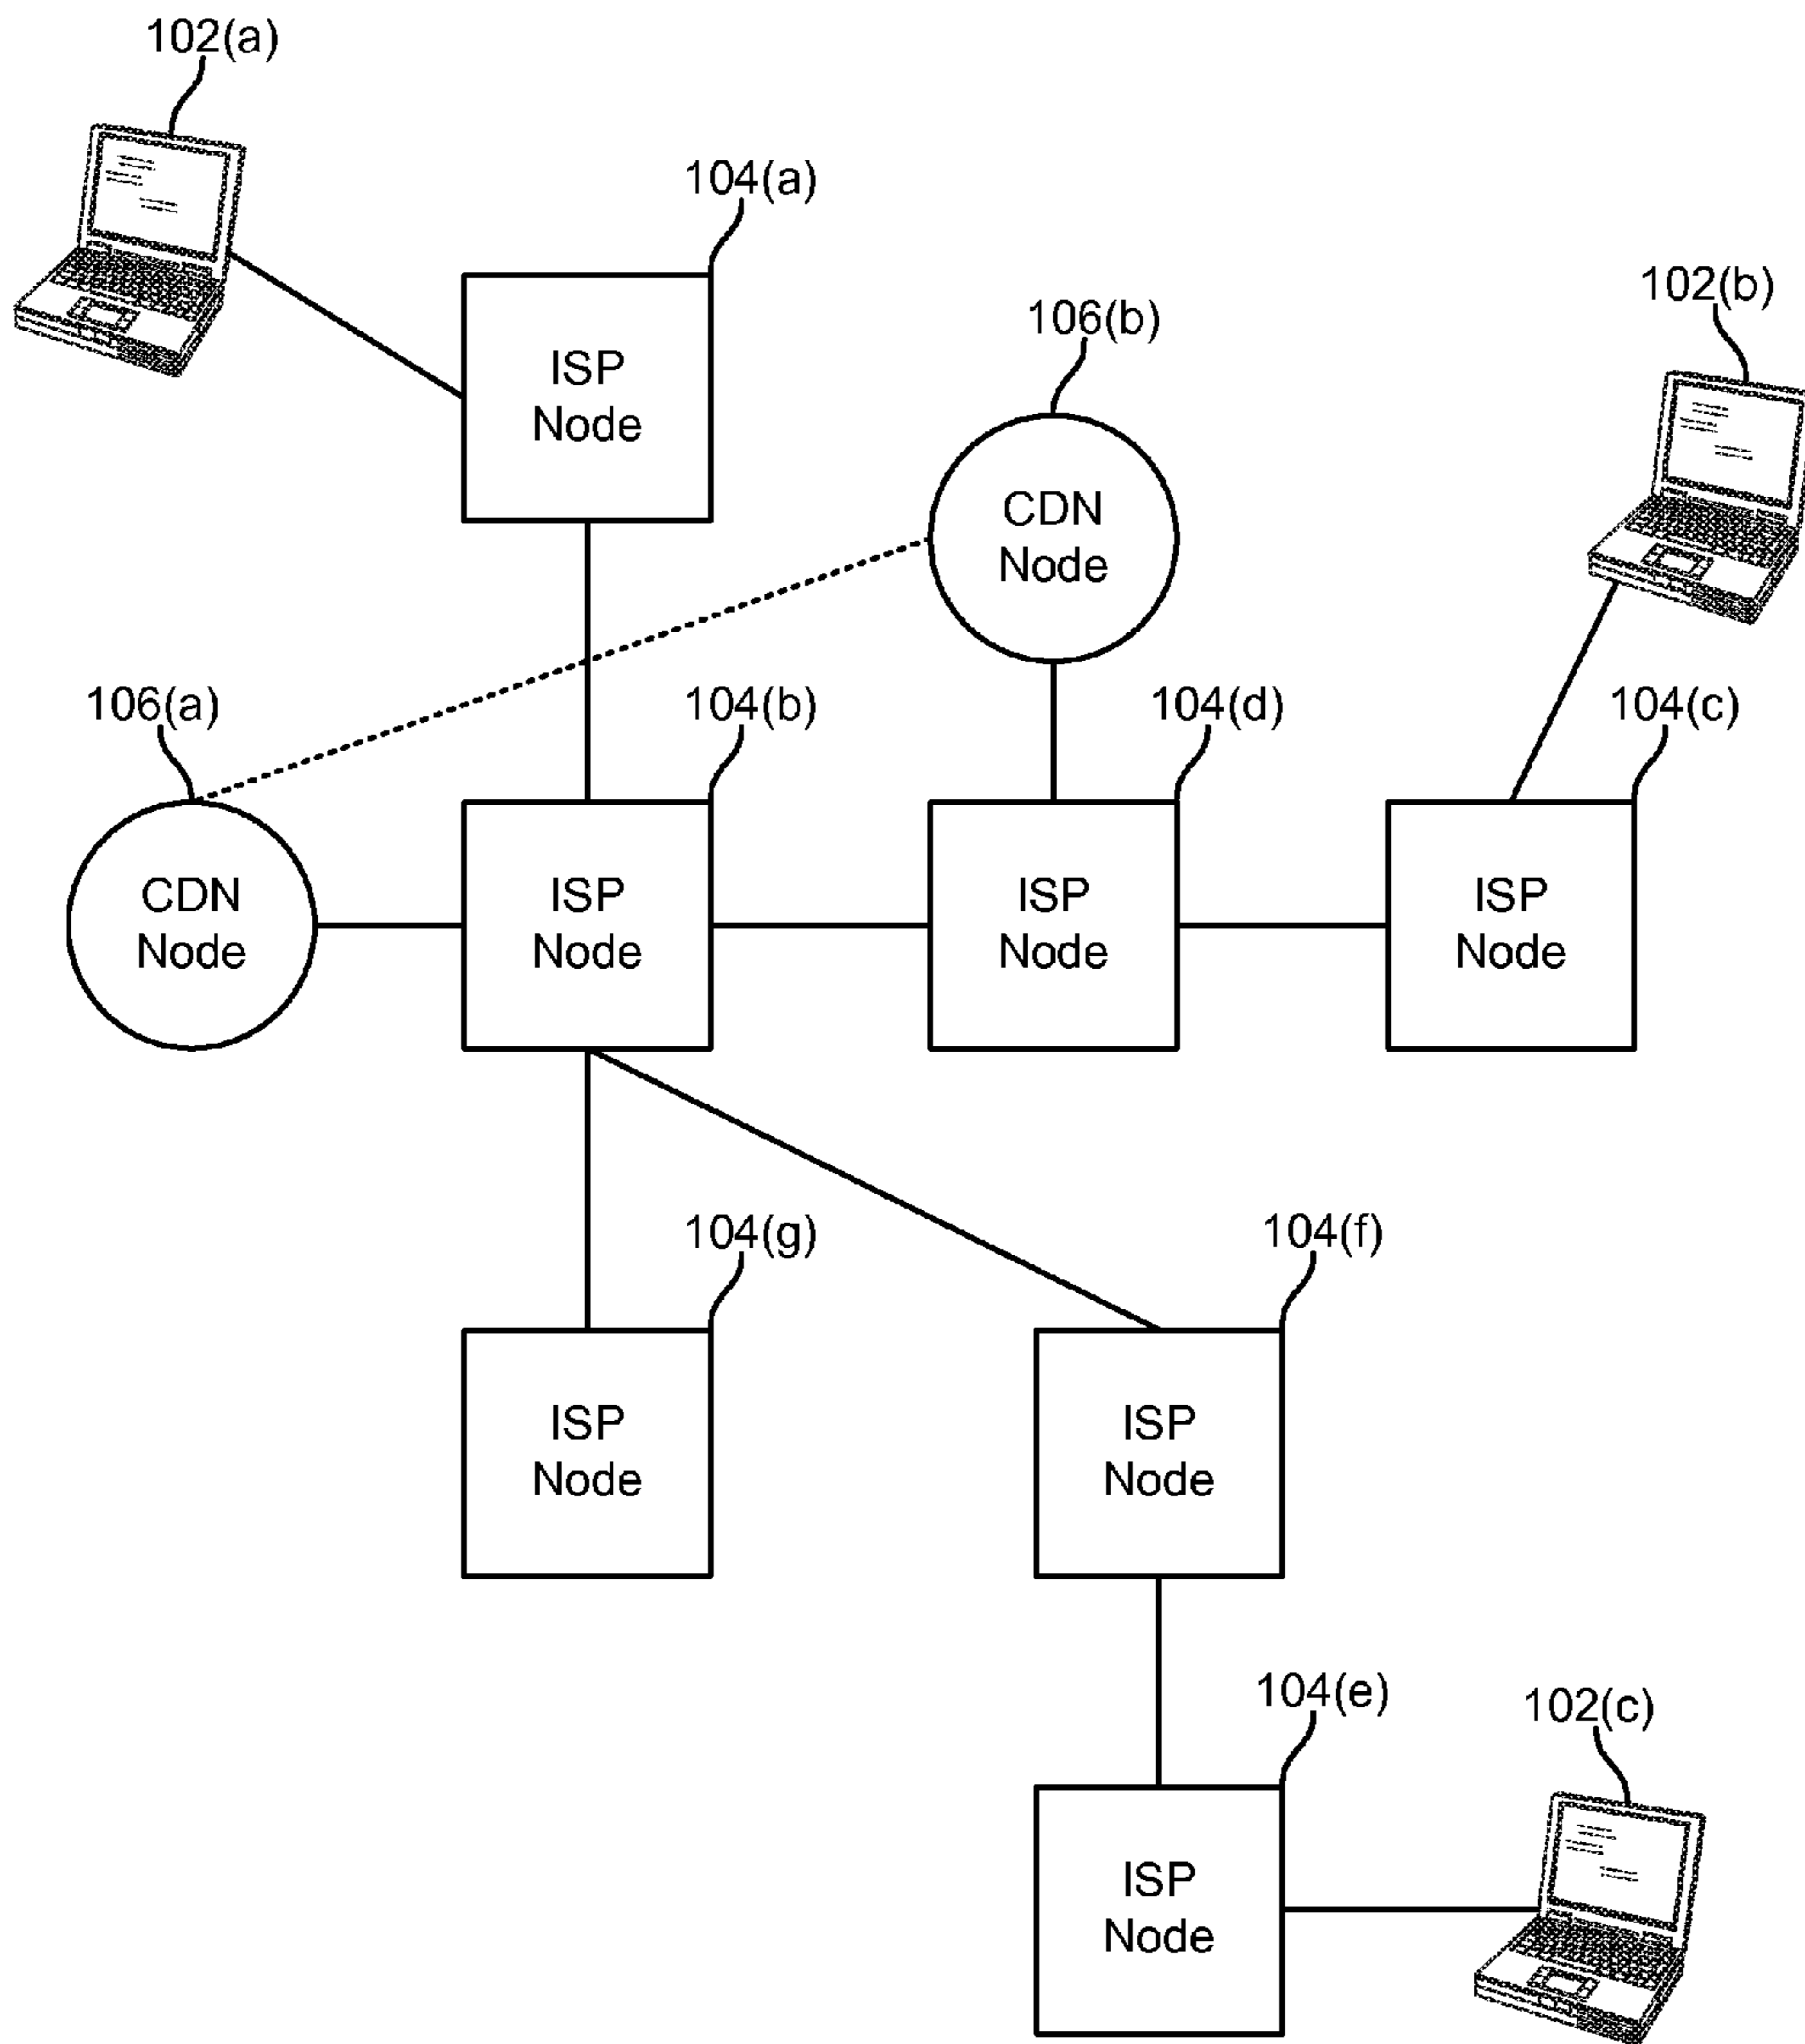 102(a)
104(a)
ISP
Node
106(b)
CDN
Node
102(b)
106(a)
CDN
Node
104(b)
ISP
Node
104(d)
ISP
Node
104(c)
ISP
Node
104(g)
ISP
Node
104(f)
ISP
Node
104(e)
ISP
Node
102(c)